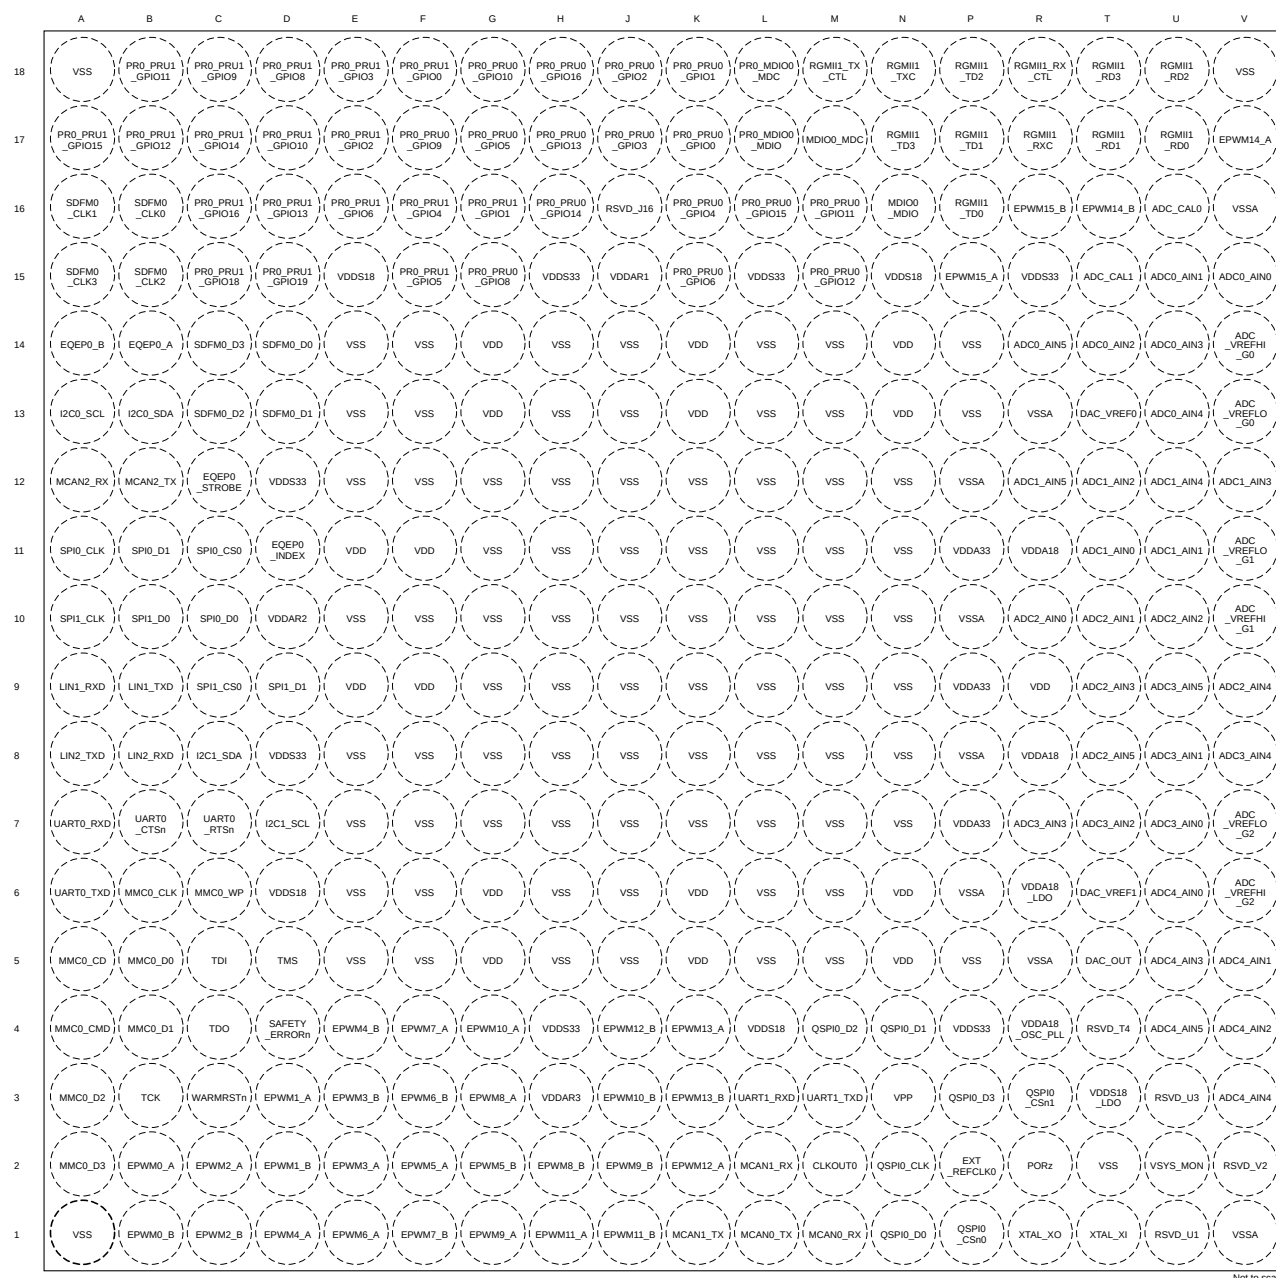 A B C D E F G H J K L M N P R T U V
18 VSS PR0_PRU1_GPIO11 PR0_PRU1_GPIO9 PR0_PRU1_GPIO8 PR0_PRU1_GPIO3 PR0_PRU1_GPIO0 PR0_PRU0_GPIO10 PR0_PRU0_GPIO16 PR0_PRU0_GPIO2 PR0_PRU0_GPIO1 PR0_MDIO0_MDC RGMII1_TX_CTL RGMII1_TXC RGMII1_TD2 RGMII1_RX_CTL RGMII1_RD3 RGMII1_RD2 VSS
17 PR0_PRU1_GPIO15 PR0_PRU1_GPIO12 PR0_PRU1_GPIO14 PR0_PRU1_GPIO10 PR0_PRU1_GPIO2 PR0_PRU0_GPIO9 PR0_PRU0_GPIO5 PR0_PRU0_GPIO13 PR0_PRU0_GPIO3 PR0_PRU0_GPIO0 PR0_MDIO0_MDIO MDIO0_MDC RGMII1_TD3 RGMII1_TD1 RGMII1_RXC RGMII1_RD1 RGMII1_RD0 EPWM14_A
16 SDFM0_CLK1 SDFM0_CLK0 PR0_PRU1_GPIO16 PR0_PRU1_GPIO13 PR0_PRU1_GPIO6 PR0_PRU1_GPIO4 PR0_PRU1_GPIO1 PR0_PRU0_GPIO14 RSVD_J16 PR0_PRU0_GPIO4 PR0_PRU0_GPIO15 PR0_PRU0_GPIO11 MDIO0_MDIO RGMII1_TD0 EPWM15_B EPWM14_B ADC_CAL0 VSSA
15 SDFM0_CLK3 SDFM0_CLK2 PR0_PRU1_GPIO18 PR0_PRU1_GPIO19 VDDS18 PR0_PRU1_GPIO5 PR0_PRU0_GPIO8 VDDS33 VDDAR1 PR0_PRU0_GPIO6 VDDS33 PR0_PRU0_GPIO12 VDDS18 EPWM15_A VDDS33 ADC_CAL1 ADC0_AIN1 ADC0_AIN0
14 EQEP0_B EQEP0_A SDFM0_D3 SDFM0_D0 VSS VSS VDD VSS VSS VDD VSS VSS VDD VSS ADC0_AIN5 ADC0_AIN2 ADC0_AIN3 ADC_VREFHI_G0
13 I2C0_SCL I2C0_SDA SDFM0_D2 SDFM0_D1 VSS VSS VDD VSS VSS VDD VSS VSS VDD VSS VSSA DAC_VREF0 ADC0_AIN4 ADC_VREFLO_G0
12 MCAN2_RX MCAN2_TX EQEP0_STROBE VDDS33 VSS VSS VSS VSS VSS VSS VSS VSS VSS VSSA ADC1_AIN5 ADC1_AIN2 ADC1_AIN4 ADC1_AIN3
11 SPI0_CLK SPI0_D1 SPI0_CS0 EQEP0_INDEX VDD VDD VSS VSS VSS VSS VSS VSS VSS VDDA33 VDDA18 ADC1_AIN0 ADC1_AIN1 ADC_VREFLO_G1
10 SPI1_CLK SPI1_D0 SPI0_D0 VDDAR2 VSS VSS VSS VSS VSS VSS VSS VSS VSS VSSA ADC2_AIN0 ADC2_AIN1 ADC2_AIN2 ADC_VREFHI_G1
9 LIN1_RXD LIN1_TXD SPI1_CS0 SPI1_D1 VDD VDD VSS VSS VSS VSS VSS VSS VSS VDDA33 VDD ADC2_AIN3 ADC3_AIN5 ADC2_AIN4
8 LIN2_TXD LIN2_RXD I2C1_SDA VDDS33 VSS VSS VSS VSS VSS VSS VSS VSS VSS VSSA VDDA18 ADC2_AIN5 ADC3_AIN1 ADC3_AIN4
7 UART0_RXD UART0_CTSn UART0_RTSn I2C1_SCL VSS VSS VSS VSS VSS VSS VSS VSS VSS VDDA33 ADC3_AIN3 ADC3_AIN2 ADC3_AIN0 ADC_VREFLO_G2
6 UART0_TXD MMC0_CLK MMC0_WP VDDS18 VSS VSS VDD VSS VSS VDD VSS VSS VDD VSSA VDDA18_LDO DAC_VREF1 ADC4_AIN0 ADC_VREFHI_G2
5 MMC0_CD MMC0_D0 TDI TMS VSS VSS VDD VSS VSS VDD VSS VSS VDD VSS VSSA DAC_OUT ADC4_AIN3 ADC4_AIN1
4 MMC0_CMD MMC0_D1 TDO SAFETY_ERRORn EPWM4_B EPWM7_A EPWM10_A VDDS33 EPWM12_B EPWM13_A VDDS18 QSPI0_D2 QSPI0_D1 VDDS33 VDDA18_OSC_PLL RSVD_T4 ADC4_AIN5 ADC4_AIN2
3 MMC0_D2 TCK WARMRSTn EPWM1_A EPWM3_B EPWM6_B EPWM8_A VDDAR3 EPWM10_B EPWM13_B UART1_RXD UART1_TXD VPP QSPI0_D3 QSPI0_CSn1 VDDS18_LDO RSVD_U3 ADC4_AIN4
2 MMC0_D3 EPWM0_A EPWM2_A EPWM1_B EPWM3_A EPWM5_A EPWM5_B EPWM8_B EPWM9_B EPWM12_A MCAN1_RX CLKOUT0 QSPI0_CLK EXT_REFCLK0 PORz VSS VSYS_MON RSVD_V2
1 VSS EPWM0_B EPWM2_B EPWM4_A EPWM6_A EPWM7_B EPWM9_A EPWM11_A EPWM11_B MCAN1_TX MCAN0_TX MCAN0_RX QSPI0_D0 QSPI0_CSn0 XTAL_XO XTAL_XI RSVD_U1 VSSA